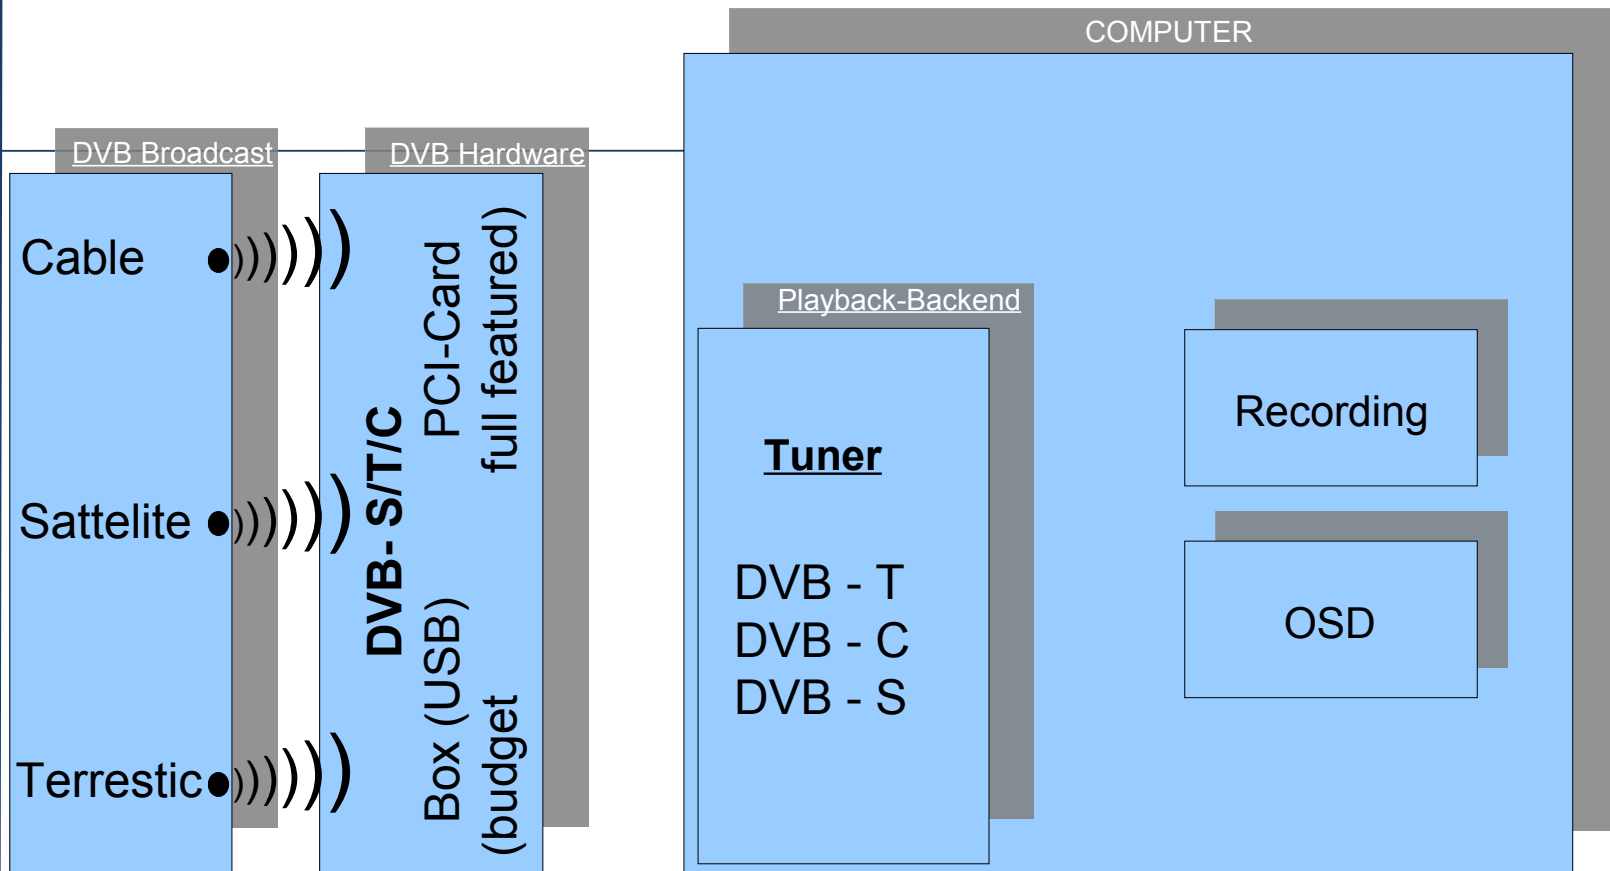 COMPUTER
DVB Broadcast
DVB Hardware
Cable
Sattelite
Terrestic
DVB- S/T/C
Box (USB) PCI-Card
(budget full featured)
Playback-Backend
Tuner
DVB - T
DVB - C
DVB - S
Recording
OSD